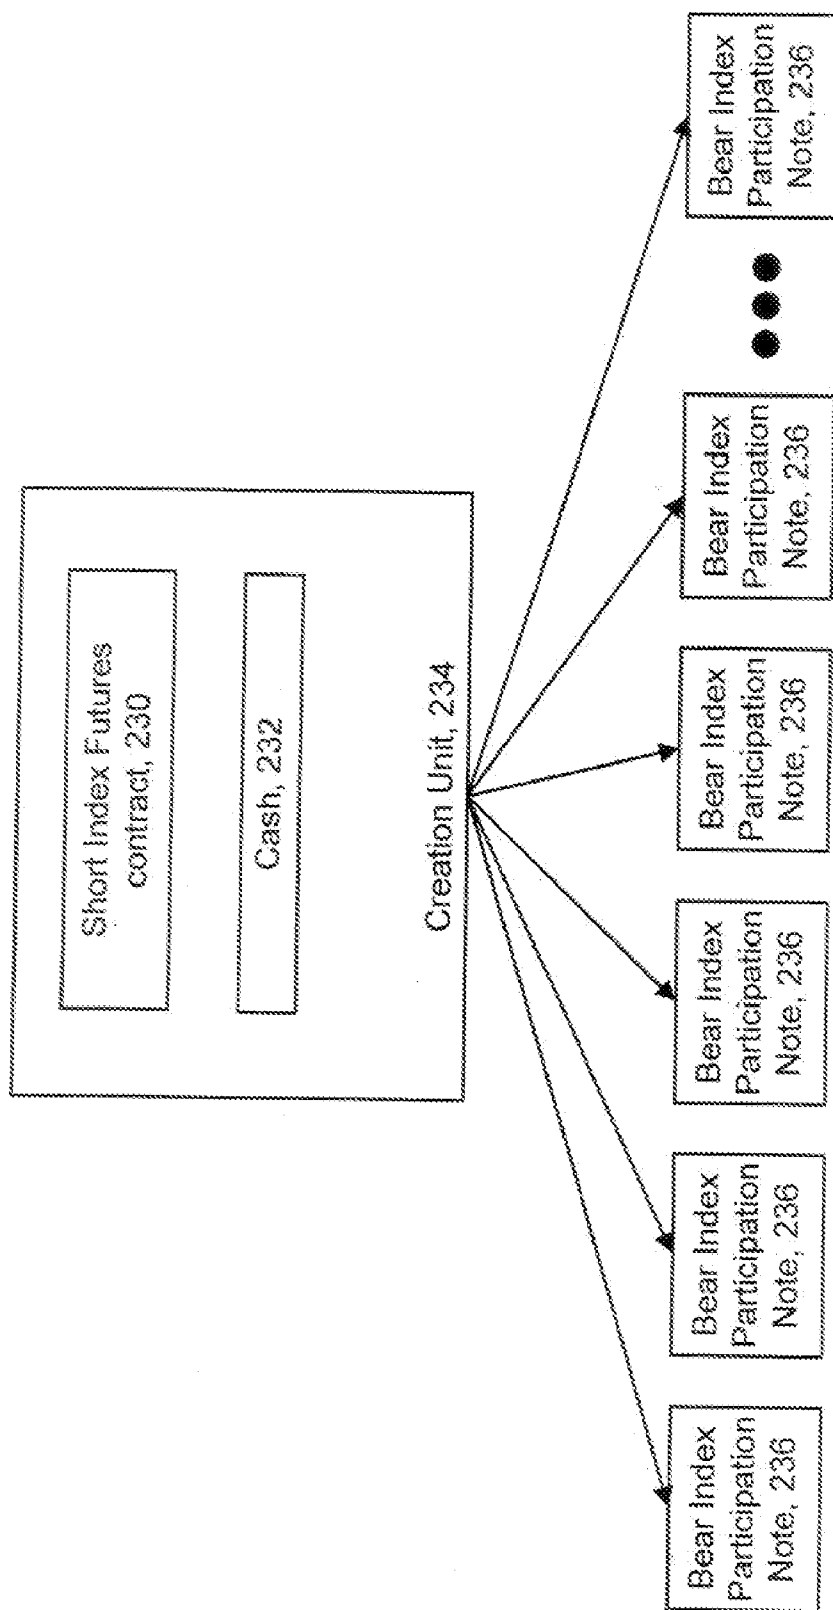 Short Index Futures
contract, 230
Cash, 232
Creation Unit, 234
Bear Index
Participation
Note, 236
Bear Index
Participation
Note, 236
Bear Index
Participation
Note, 236
Bear Index
Participation
Note, 236
Bear Index
Participation
Note, 236
Bear Index
Participation
Note, 236